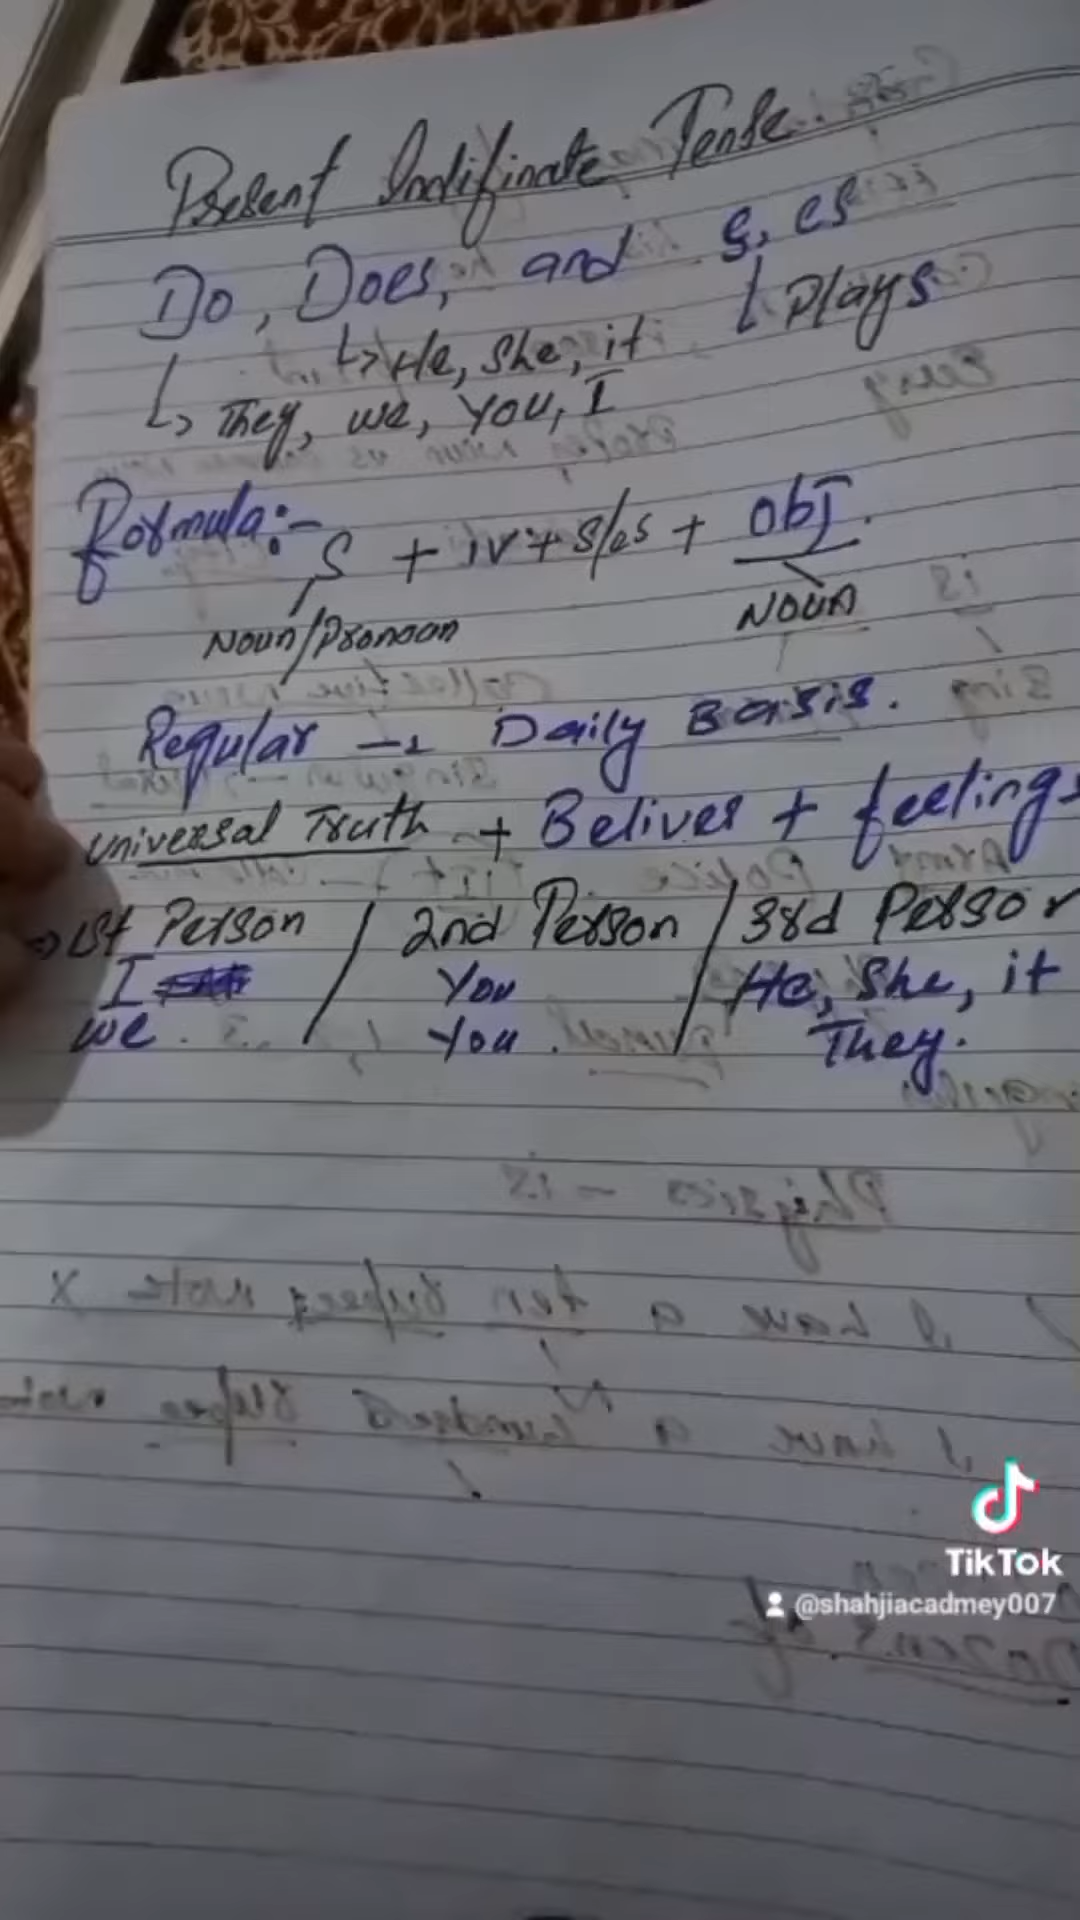 Present Indifinate Tense.
Do, Does, and s, es
↳ He, She, it ↳ Plays
↳ They, we, you, I
Formula:- S + iv + s/es + obj.
Noun/Pronoun Noun
Regular → Daily Basis.
universal Truth + Belives + feelings
→ 1st Person / 2nd Person / 3rd Person
I You He, She, it
we. You. They.
TikTok
@shahjiacadmey007